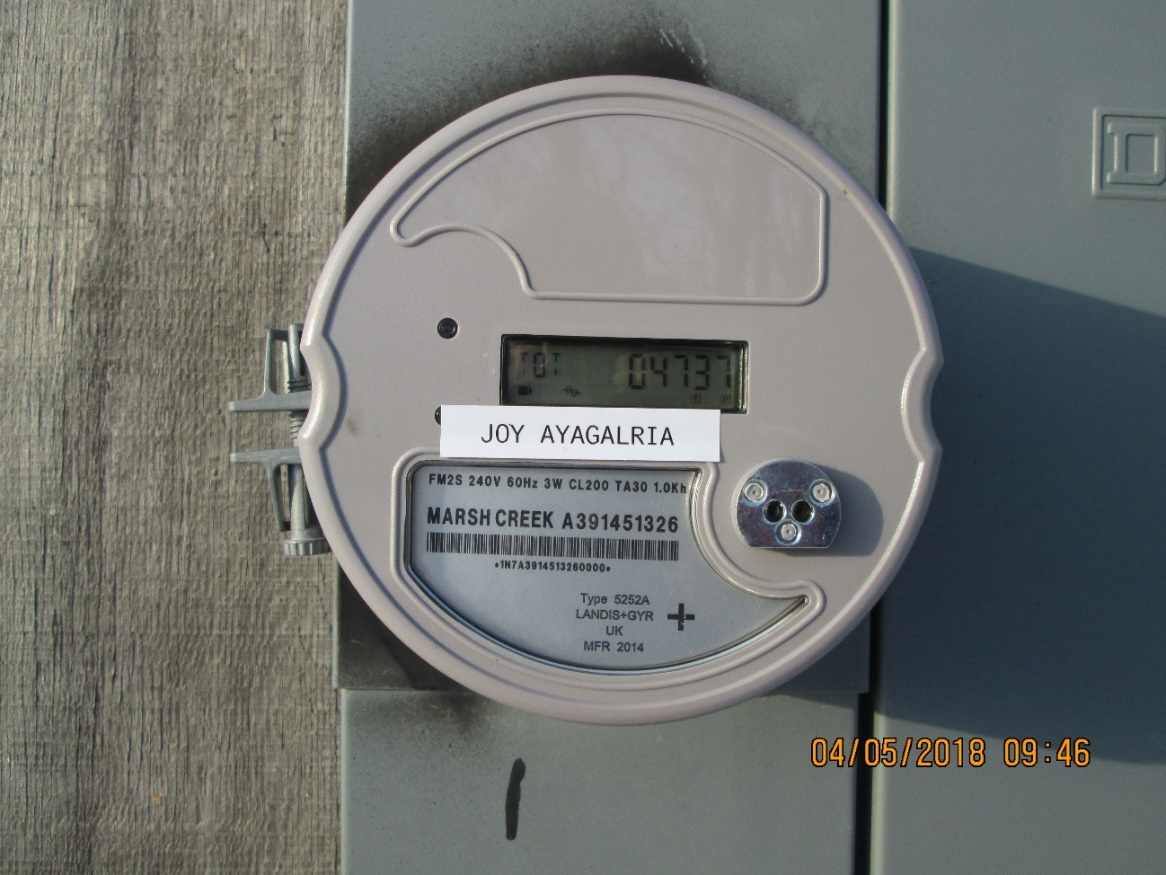 D
TOT 04737
JOY AYAGALRIA
FM2S 240V 60Hz 3W CL200 TA30 1.0Kh
MARSH CREEK A391451326
*1N7A3914513260000*
Type 5252A
LANDIS+GYR
UK
MFR 2014
04/05/2018 09:46